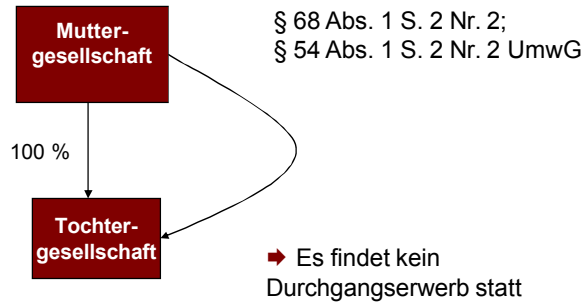 Mutter-
gesellschaft
§ 68 Abs. 1 S. 2 Nr. 2;
§ 54 Abs. 1 S. 2 Nr. 2 UmwG
100 %
Tochter-
gesellschaft
➡ Es findet kein
Durchgangserwerb statt